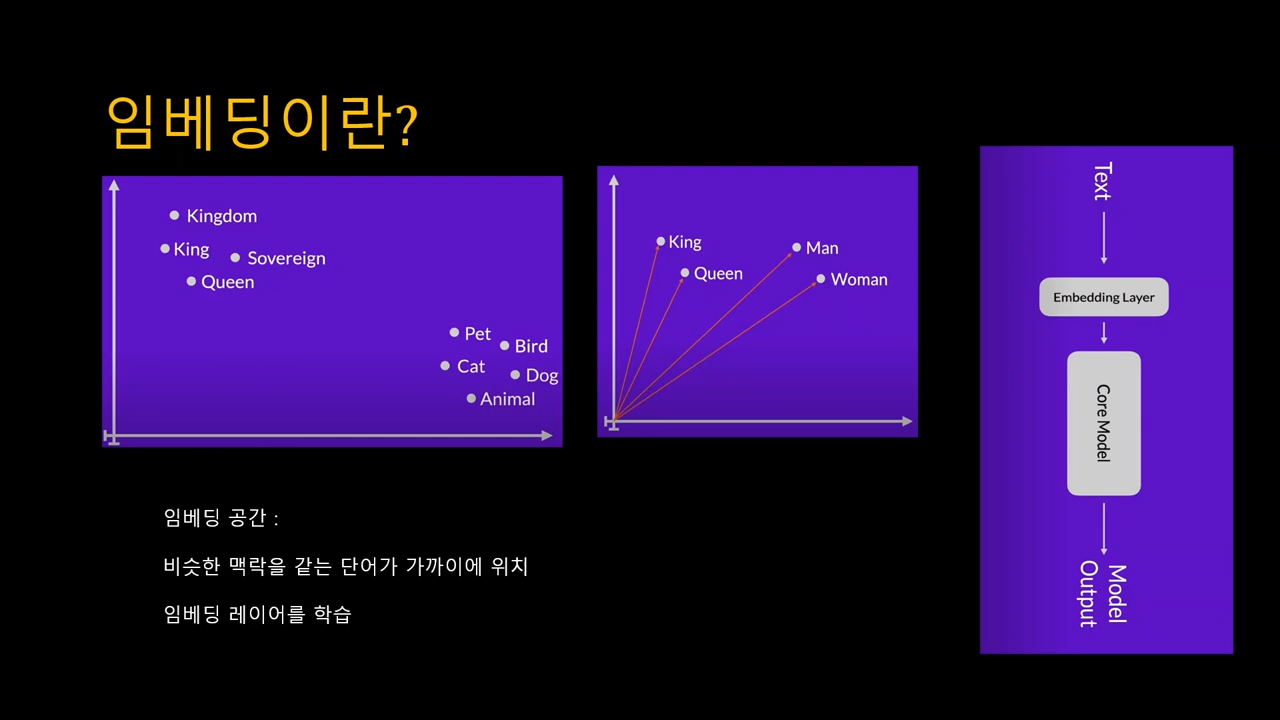 임베딩이란?
Kingdom
King
Sovereign
Queen
Pet
Bird
Cat
Dog
Animal
King
Man
Queen
Woman
Text
Embedding Layer
Core Model
Model
Output
임베딩 공간 :
비슷한 맥락을 같는 단어가 가까이에 위치
임베딩 레이어를 학습